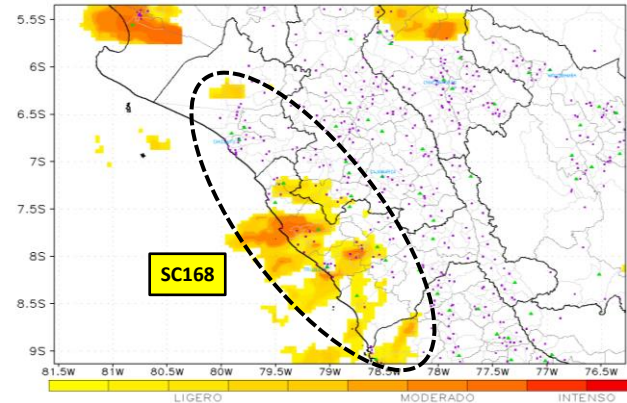 5.5S
6S
6.5S
7S
7.5S
8S
8.5S
9S
SC168
81.5W 81W 80.5W 80W 79.5W 79W 78.5W 78W 77.5W 77W 76.5W
LIGERO MODERADO INTENSO